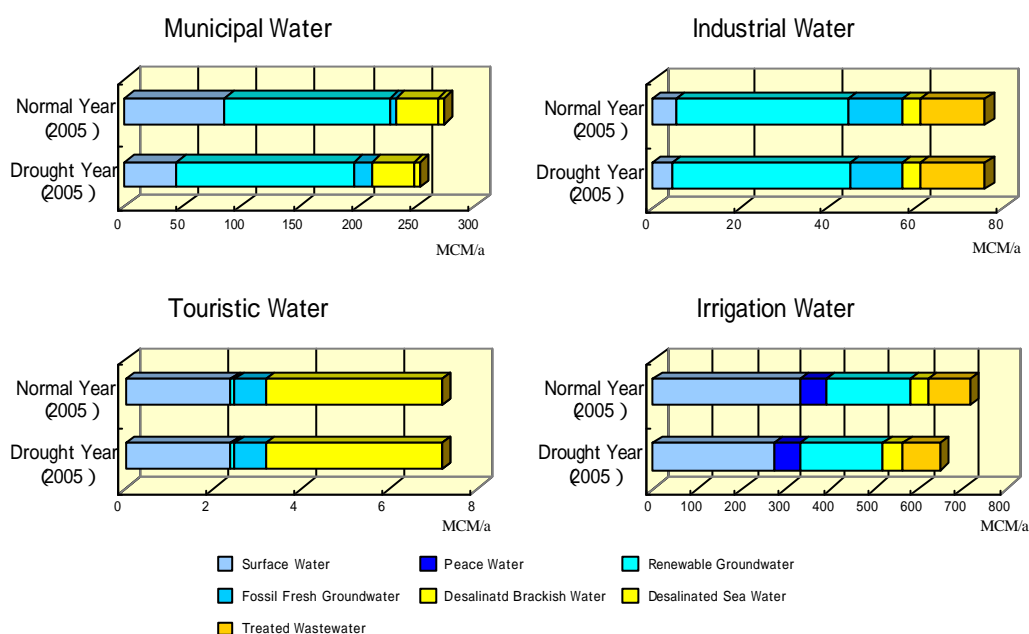 Municipal Water
Normal Year
(2005)
Drought Year
(2005)
0 50 100 150 200 250 300
MCM/a
Industrial Water
Normal Year
(2005)
Drought Year
(2005)
0 20 40 60 80
MCM/a
Touristic Water
Normal Year
(2005)
Drought Year
(2005)
0 2 4 6 8
MCM/a
Irrigation Water
Normal Year
(2005)
Drought Year
(2005)
0 100 200 300 400 500 600 700 800
MCM/a
Surface Water Peace Water Renewable Groundwater
Fossil Fresh Groundwater Desalinatd Brackish Water Desalinated Sea Water
Treated Wastewater